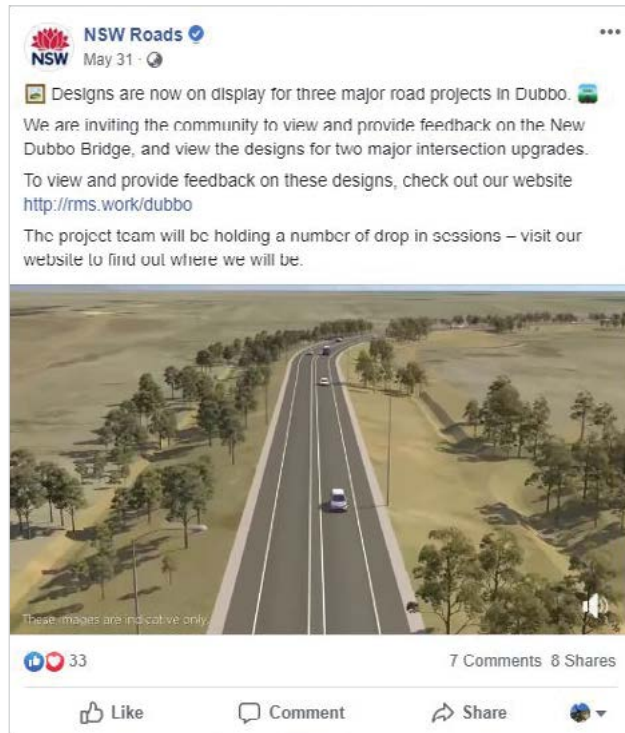 NSW
NSW Roads
May 31 ·
Designs are now on display for three major road projects in Dubbo.
We are inviting the community to view and provide feedback on the New
Dubbo Bridge, and view the designs for two major intersection upgrades.
To view and provide feedback on these designs, check out our website
http://rms.work/dubbo
The project team will be holding a number of drop in sessions – visit our
website to find out where we will be.
These images are indicative only.
33
7 Comments 8 Shares
Like Comment Share